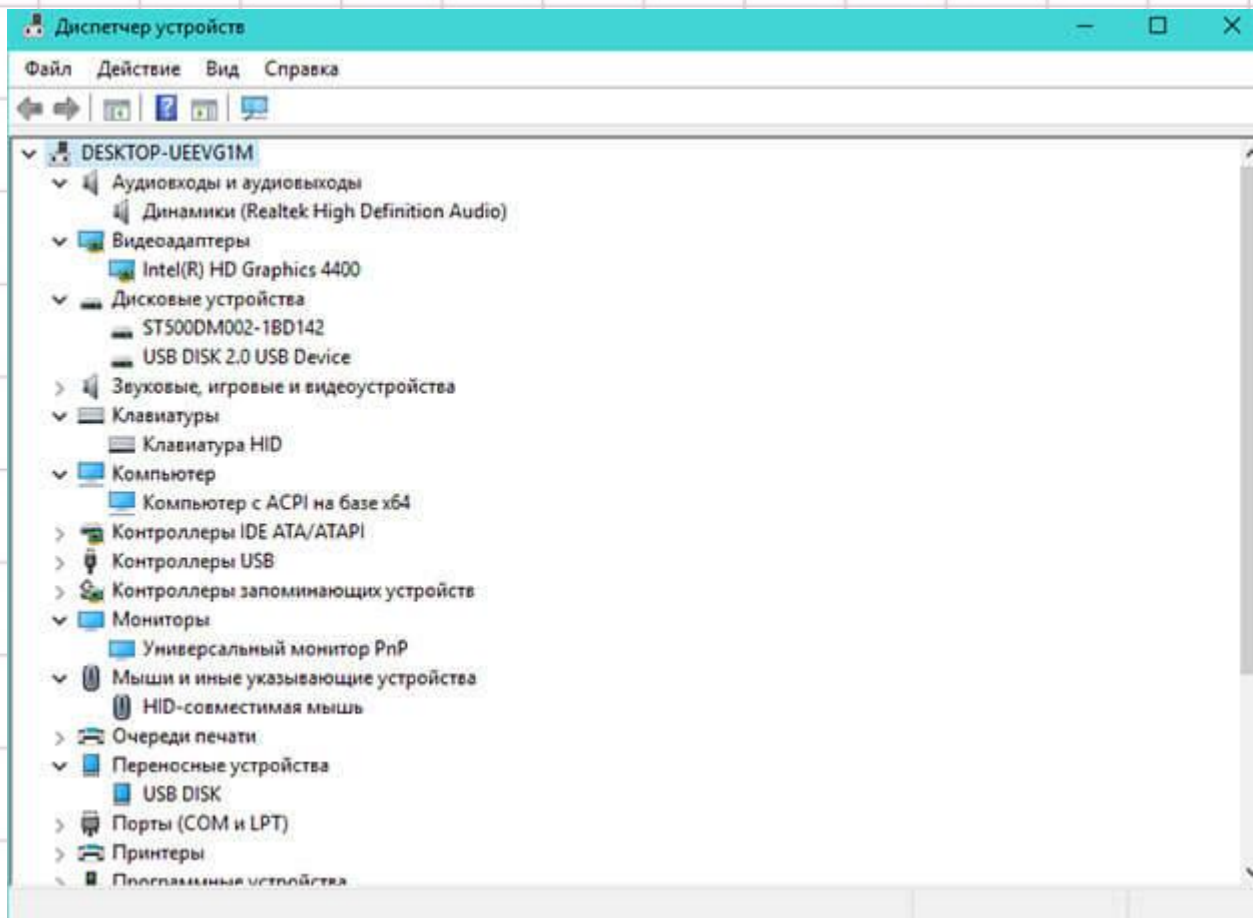 Диспетчер устройств
Файл Действие Вид Справка
DESKTOP-UEEVG1M
Аудиовходы и аудиовыходы
Динамики (Realtek High Definition Audio)
Видеоадаптеры
Intel(R) HD Graphics 4400
Дисковые устройства
ST500DM002-1BD142
USB DISK 2.0 USB Device
Звуковые, игровые и видеоустройства
Клавиатуры
Клавиатура HID
Компьютер
Компьютер с ACPI на базе x64
Контроллеры IDE ATA/ATAPI
Контроллеры USB
Контроллеры запоминающих устройств
Мониторы
Универсальный монитор PnP
Мыши и иные указывающие устройства
HID-совместимая мышь
Очереди печати
Переносные устройства
USB DISK
Порты (COM и LPT)
Принтеры
Программные устройства